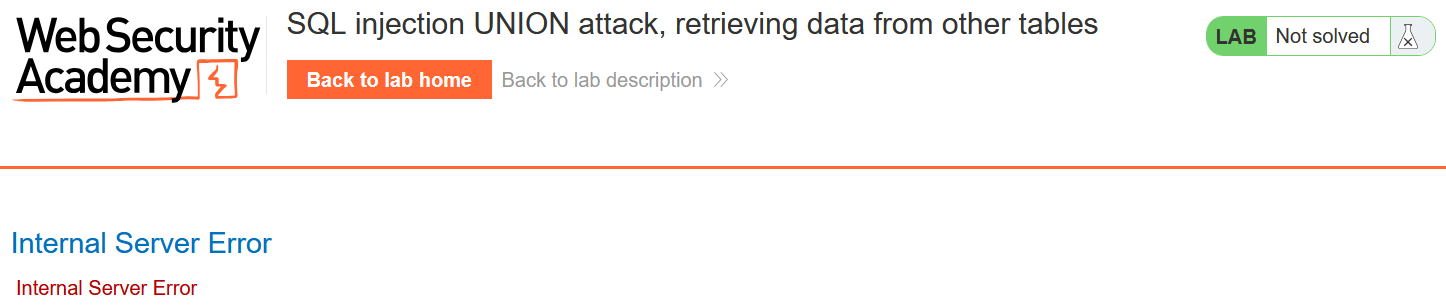 Web Security
Academy
SQL injection UNION attack, retrieving data from other tables
Back to lab home
Back to lab description
LAB
Not solved
Internal Server Error
Internal Server Error